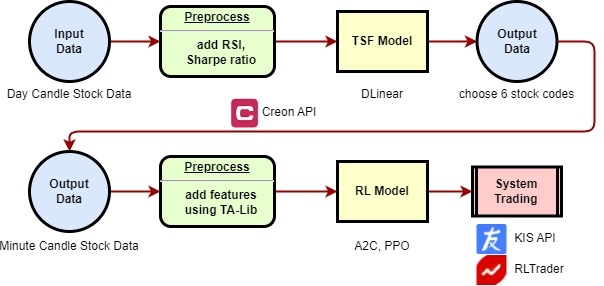 Input
Data
Preprocess
add RSI,
Sharpe ratio
TSF Model
Output
Data
Day Candle Stock Data
DLinear
choose 6 stock codes
Creon API
Output
Data
Preprocess
add features
using TA-Lib
RL Model
System
Trading
Minute Candle Stock Data
A2C, PPO
友 KIS API
RLTrader